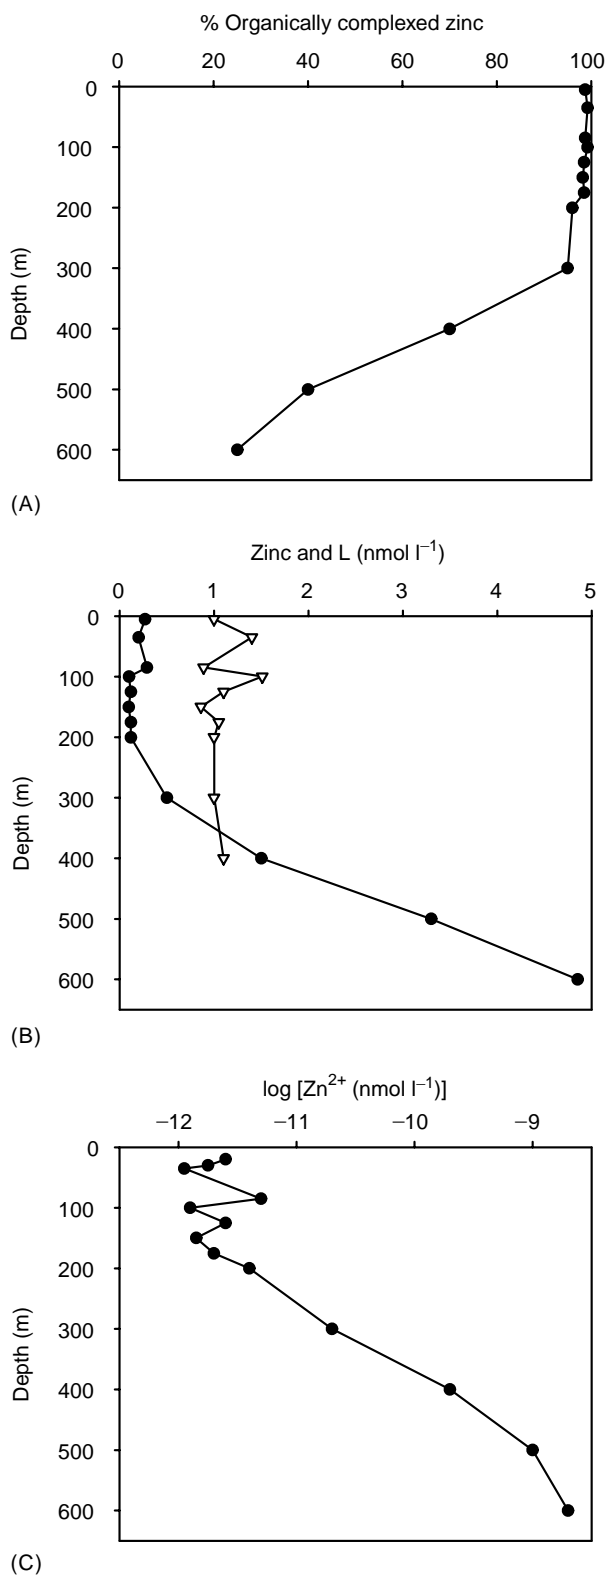 % Organically complexed zinc
0 20 40 60 80 100
0
100
200
300
400
500
600
Depth (m)
(A)
Zinc and L (nmol l⁻¹)
0 1 2 3 4 5
0
100
200
300
400
500
600
Depth (m)
(B)
log [Zn²⁺ (nmol l⁻¹)]
−12 −11 −10 −9
0
100
200
300
400
500
600
Depth (m)
(C)